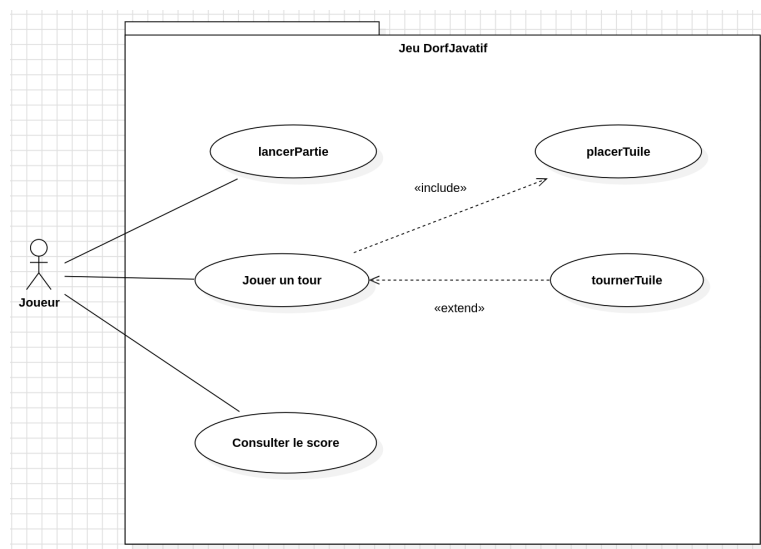 Jeu DorfJavatif
lancerPartie
placerTuile
«include»
Joueur
Jouer un tour
tournerTuile
«extend»
Consulter le score